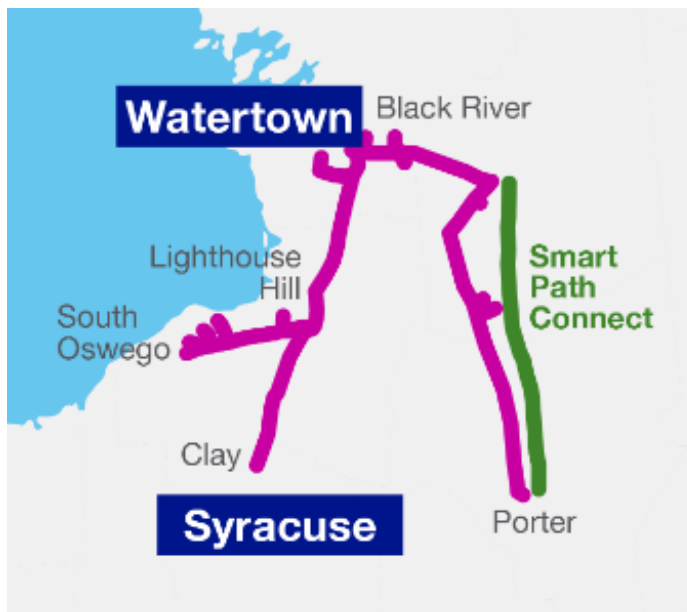 Black River
Watertown
Lighthouse
Hill
Smart
Path
Connect
South
Oswego
Clay
Syracuse
Porter